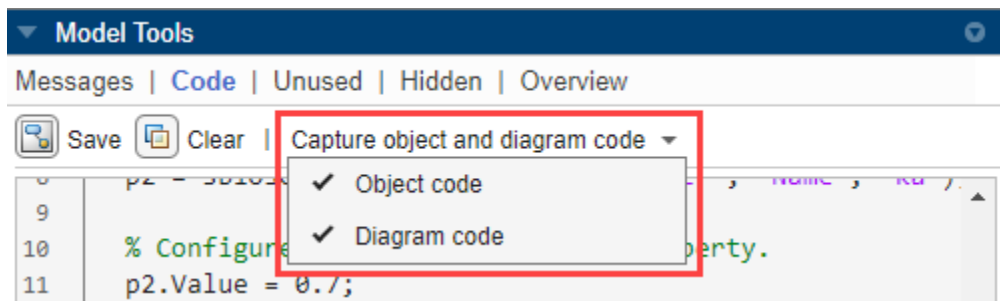 Model Tools
Messages | Code | Unused | Hidden | Overview
Save Clear | Capture object and diagram code
Object code
Diagram code
9
10 % Configure perty.
11 p2.Value = 0.7;